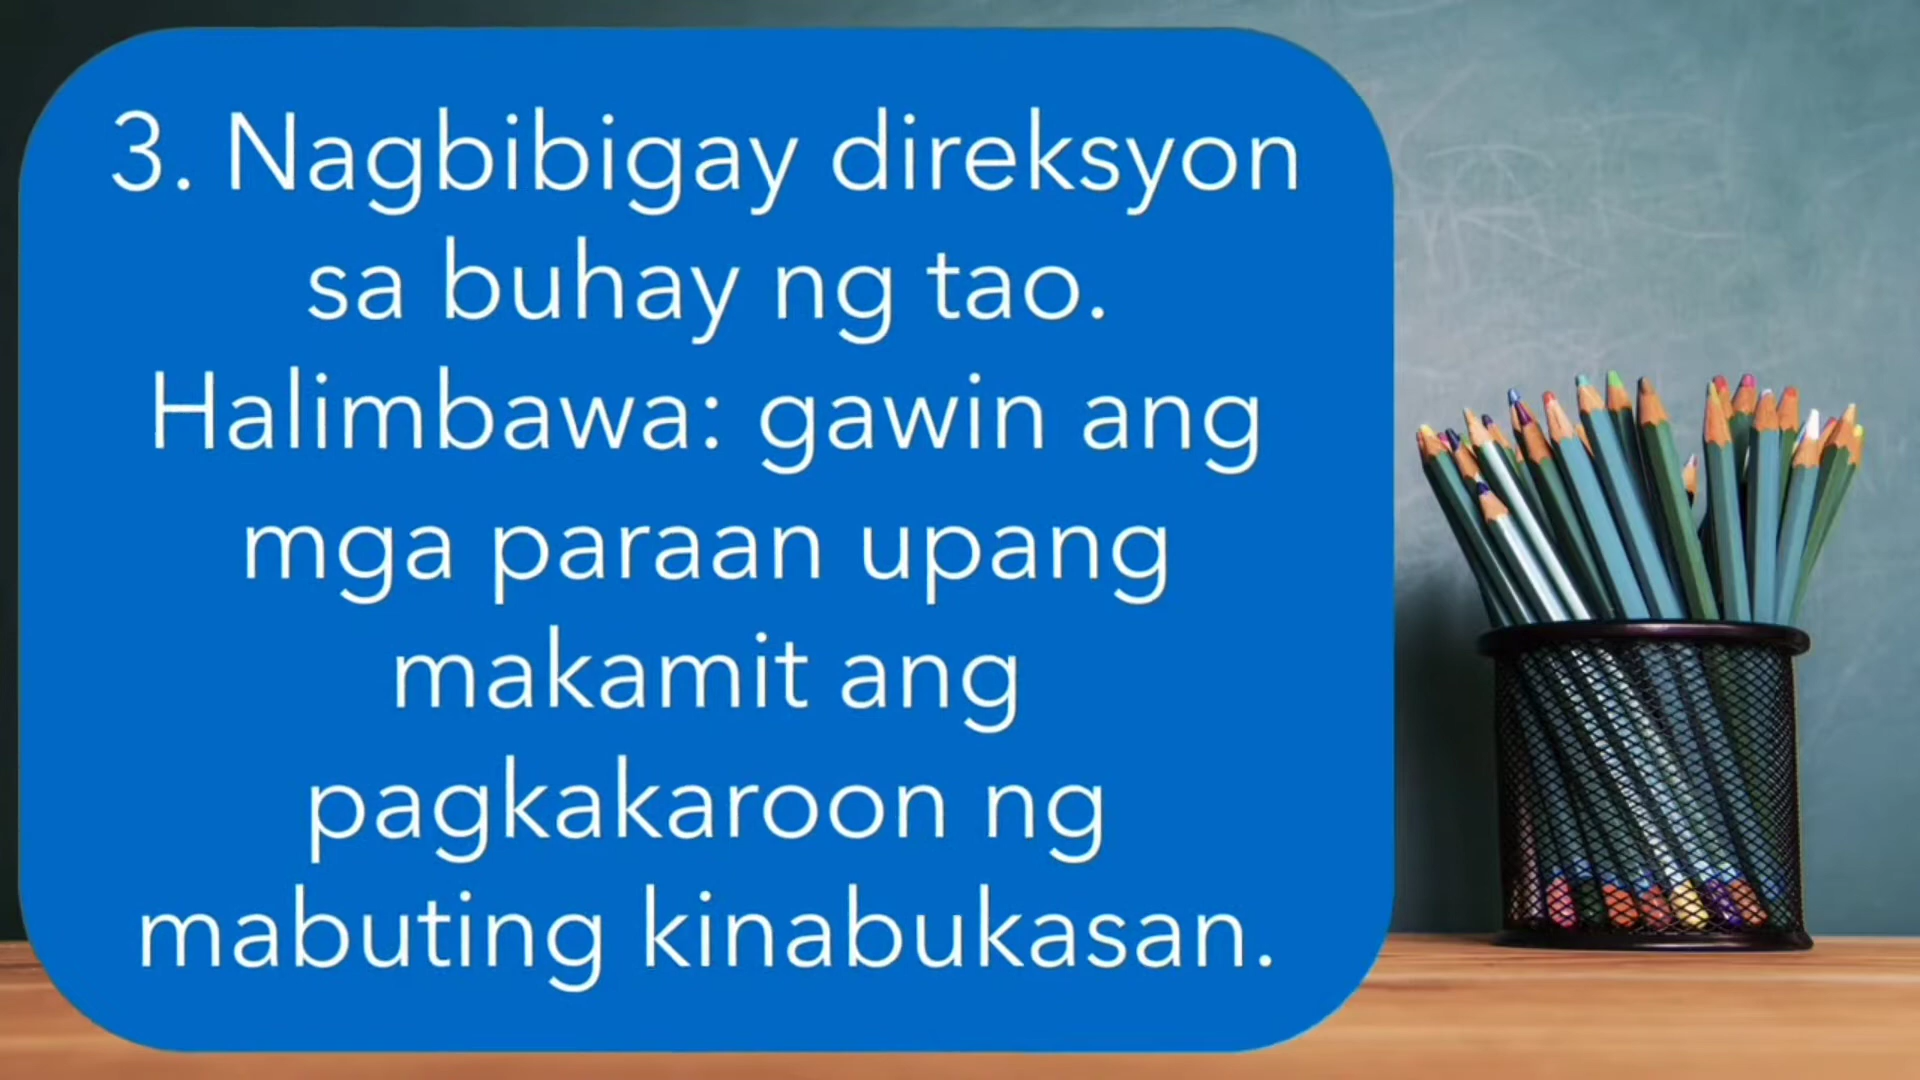 3. Nagbibigay direksyon
sa buhay ng tao.
Halimbawa: gawin ang
mga paraan upang
makamit ang
pagkakaroon ng
mabuting kinabukasan.